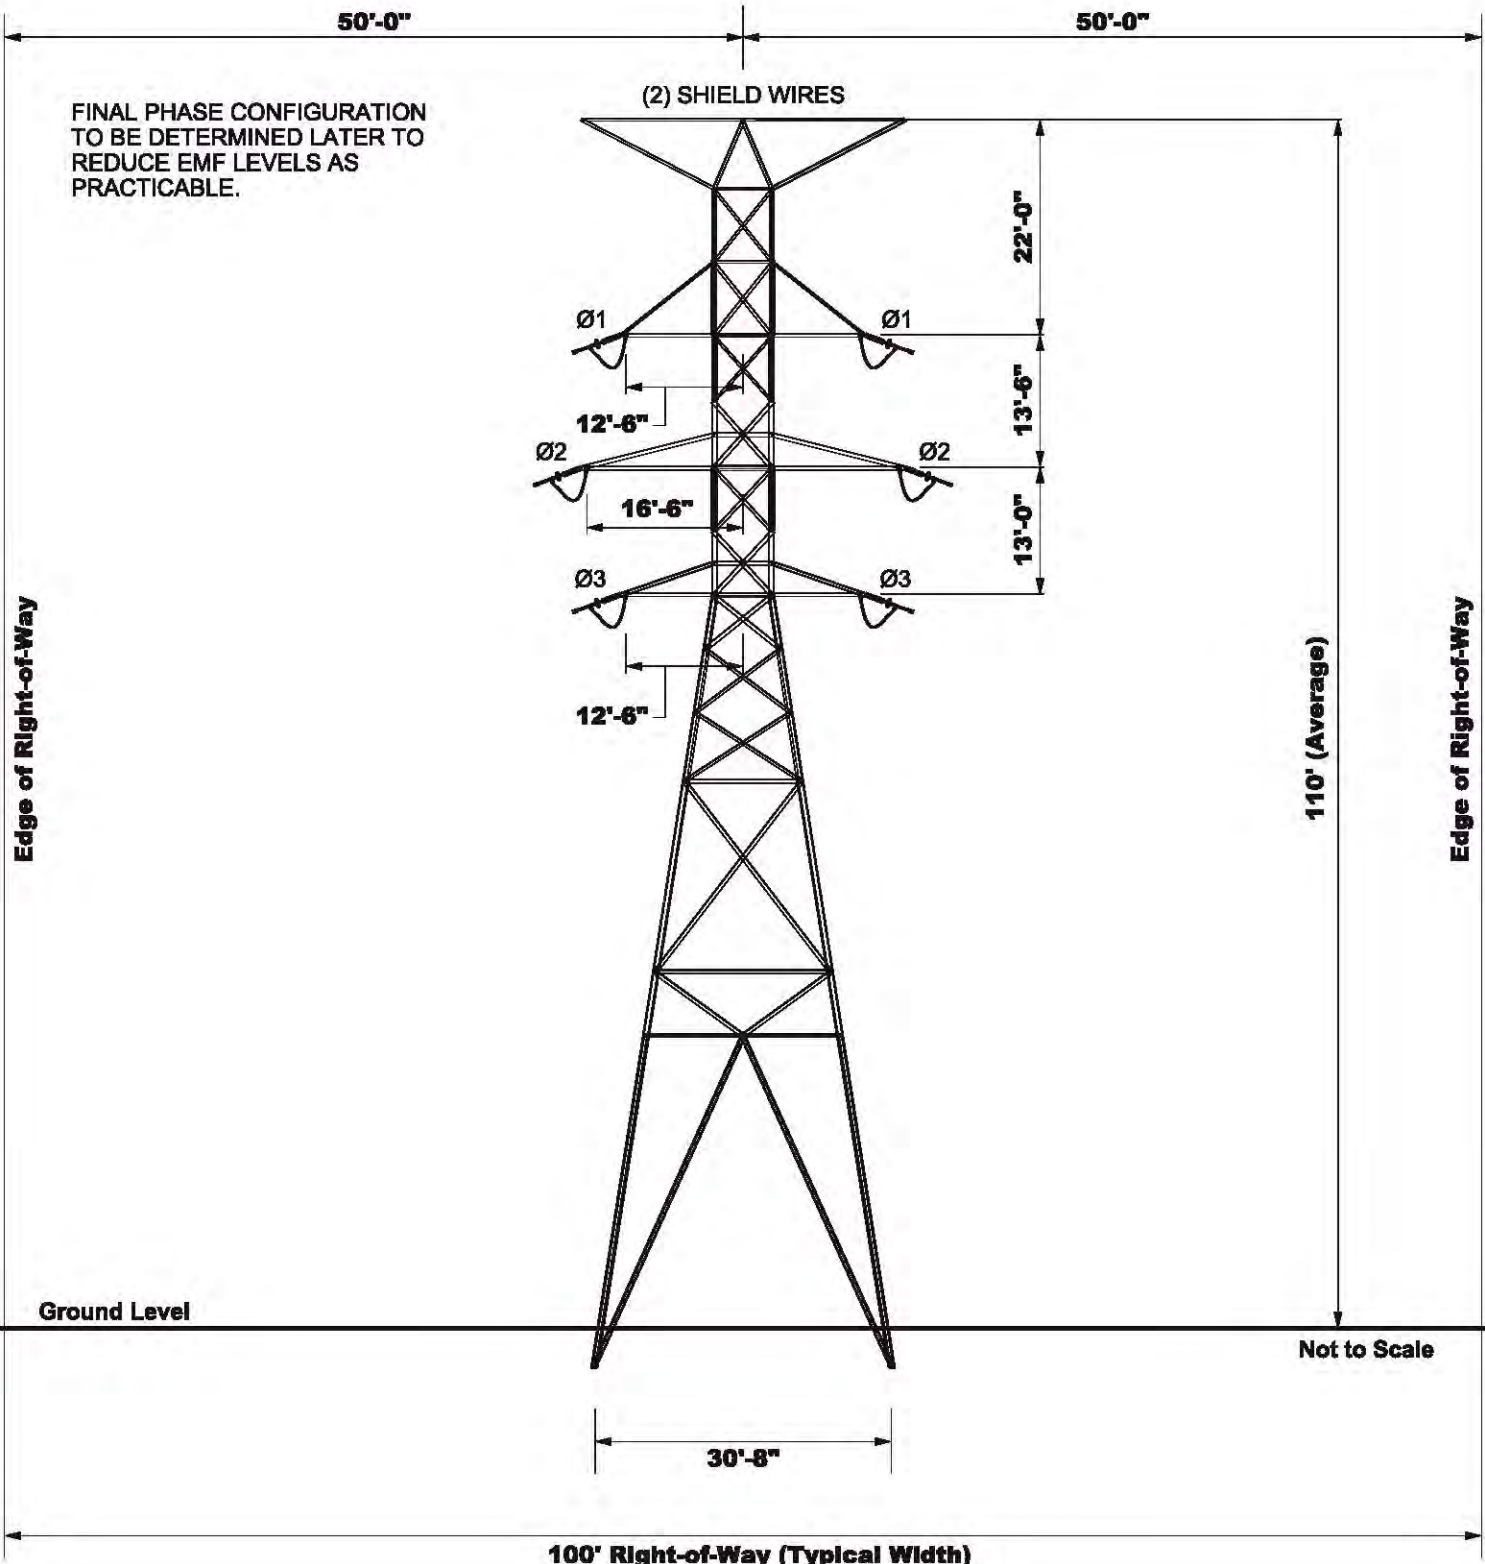 50'-0"
50'-0"
(2) SHIELD WIRES
FINAL PHASE CONFIGURATION
TO BE DETERMINED LATER TO
REDUCE EMF LEVELS AS
PRACTICABLE.
22'-0"
Ø1
Ø1
13'-6"
12'-6"
Ø2
Ø2
16'-6"
13'-0"
Ø3
Ø3
12'-6"
Edge of Right-of-Way
110' (Average)
Edge of Right-of-Way
Ground Level
Not to Scale
30'-8"
100' Right-of-Way (Typical Width)